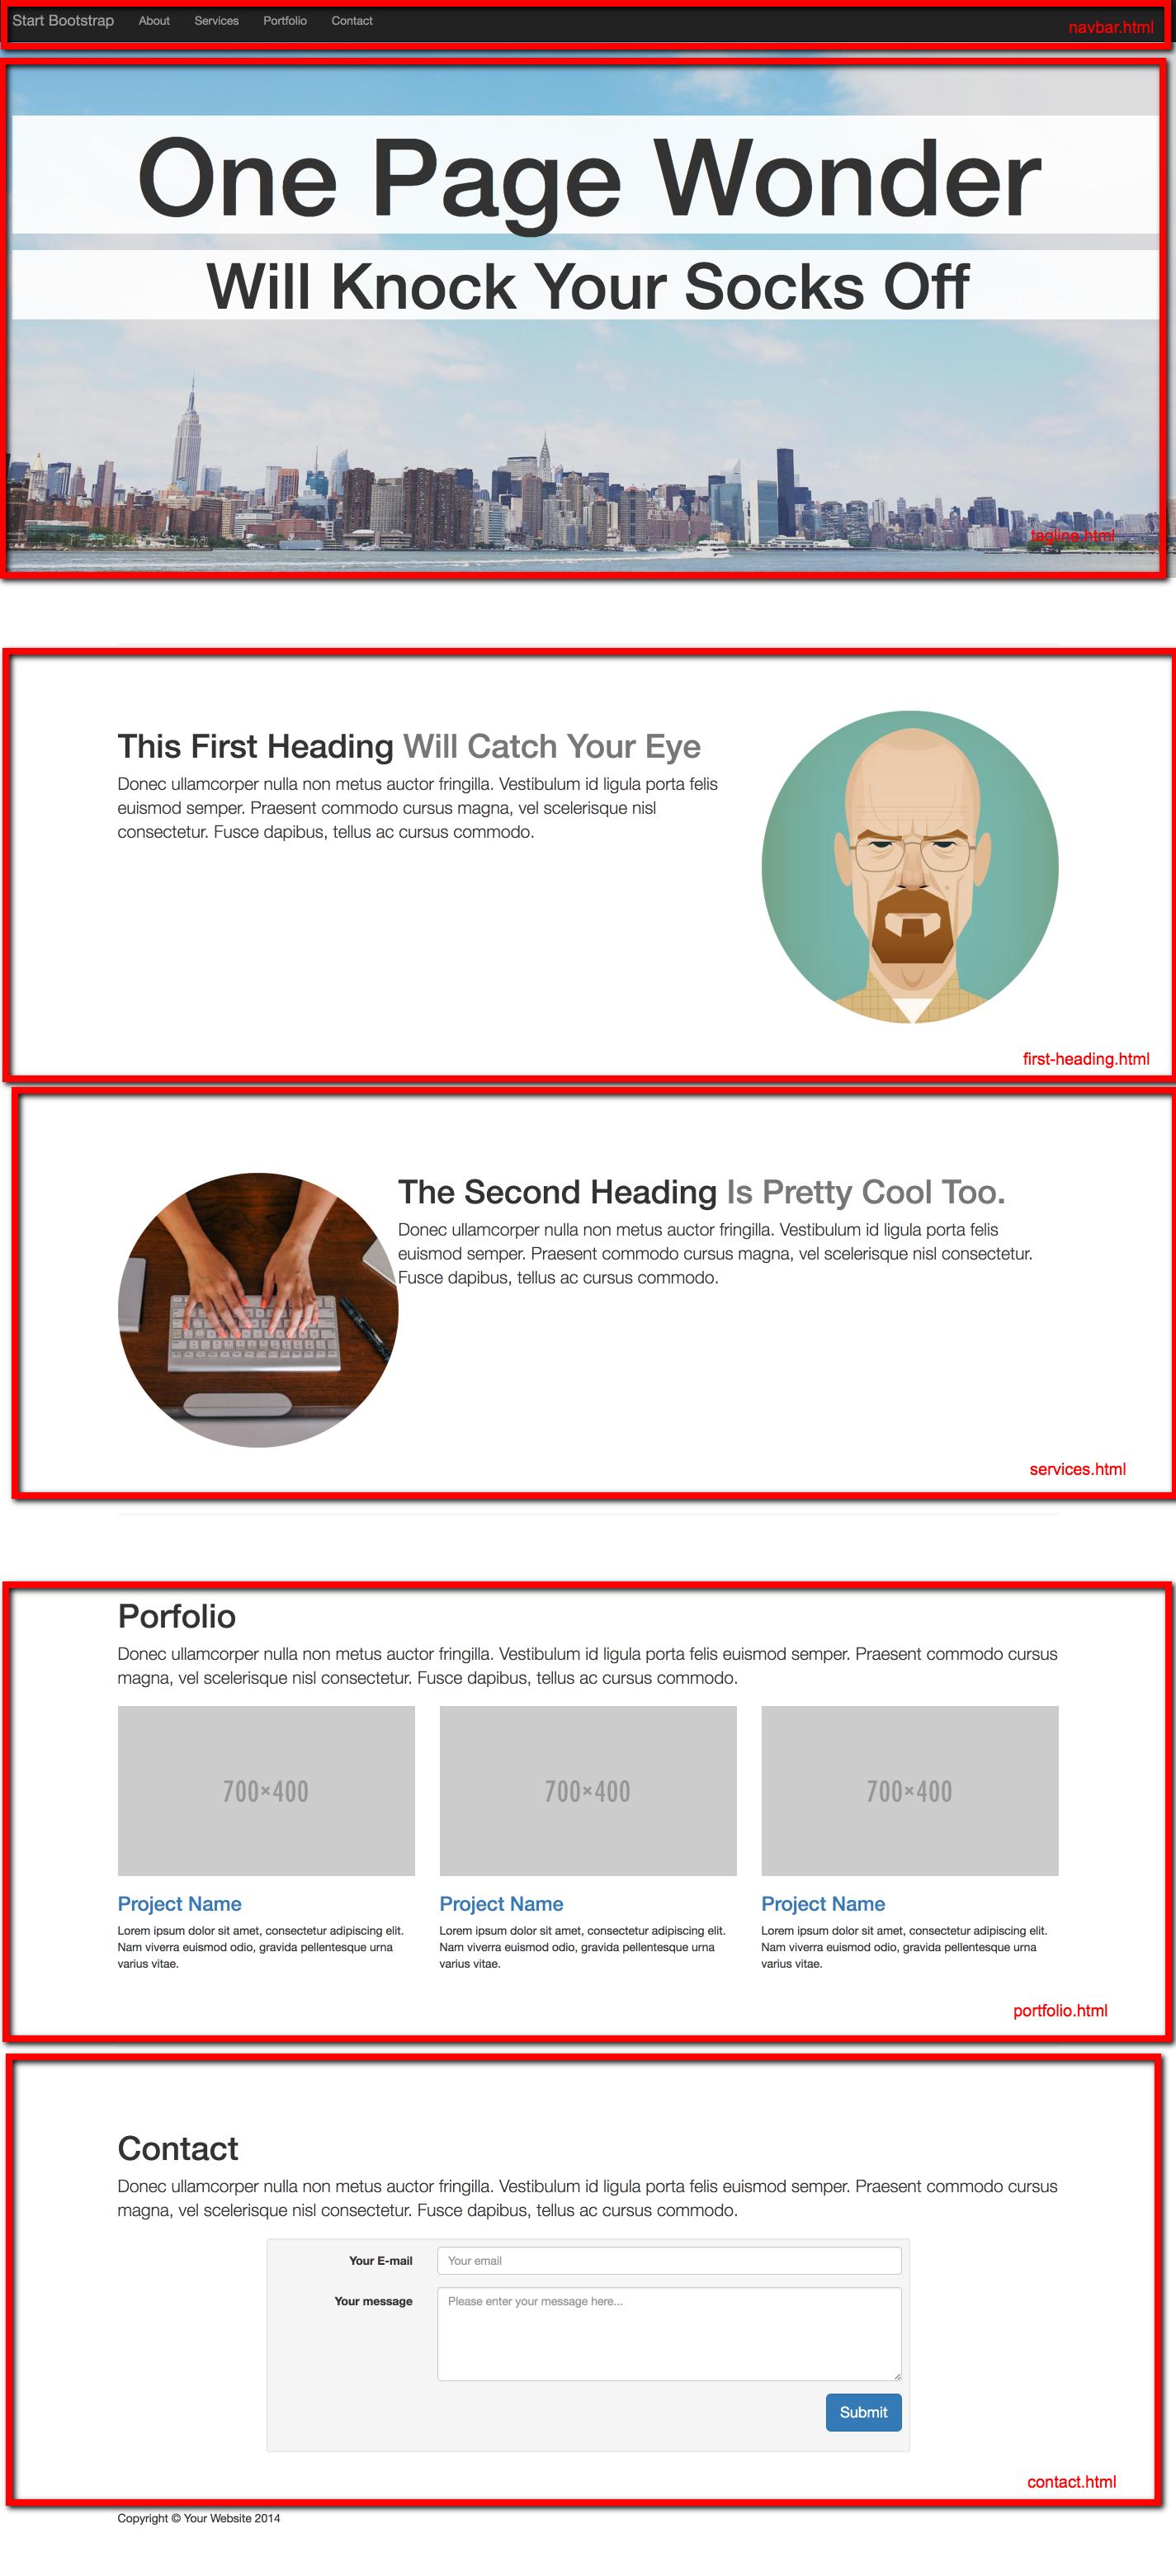 Start Bootstrap About Services Portfolio Contact
navbar.html
One Page Wonder
Will Knock Your Socks Off
tagline.html
This First Heading Will Catch Your Eye
Donec ullamcorper nulla non metus auctor fringilla. Vestibulum id ligula porta felis
euismod semper. Praesent commodo cursus magna, vel scelerisque nisl
consectetur. Fusce dapibus, tellus ac cursus commodo.
first-heading.html
The Second Heading Is Pretty Cool Too.
Donec ullamcorper nulla non metus auctor fringilla. Vestibulum id ligula porta felis
euismod semper. Praesent commodo cursus magna, vel scelerisque nisl consectetur.
Fusce dapibus, tellus ac cursus commodo.
services.html
Porfolio
Donec ullamcorper nulla non metus auctor fringilla. Vestibulum id ligula porta felis euismod semper. Praesent commodo cursus
magna, vel scelerisque nisl consectetur. Fusce dapibus, tellus ac cursus commodo.
700×400
700×400
700×400
Project Name
Lorem ipsum dolor sit amet, consectetur adipiscing elit.
Nam viverra euismod odio, gravida pellentesque urna
varius vitae.
Project Name
Lorem ipsum dolor sit amet, consectetur adipiscing elit.
Nam viverra euismod odio, gravida pellentesque urna
varius vitae.
Project Name
Lorem ipsum dolor sit amet, consectetur adipiscing elit.
Nam viverra euismod odio, gravida pellentesque urna
varius vitae.
portfolio.html
Contact
Donec ullamcorper nulla non metus auctor fringilla. Vestibulum id ligula porta felis euismod semper. Praesent commodo cursus
magna, vel scelerisque nisl consectetur. Fusce dapibus, tellus ac cursus commodo.
Your E-mail Your email
Your message Please enter your message here...
Submit
contact.html
Copyright © Your Website 2014